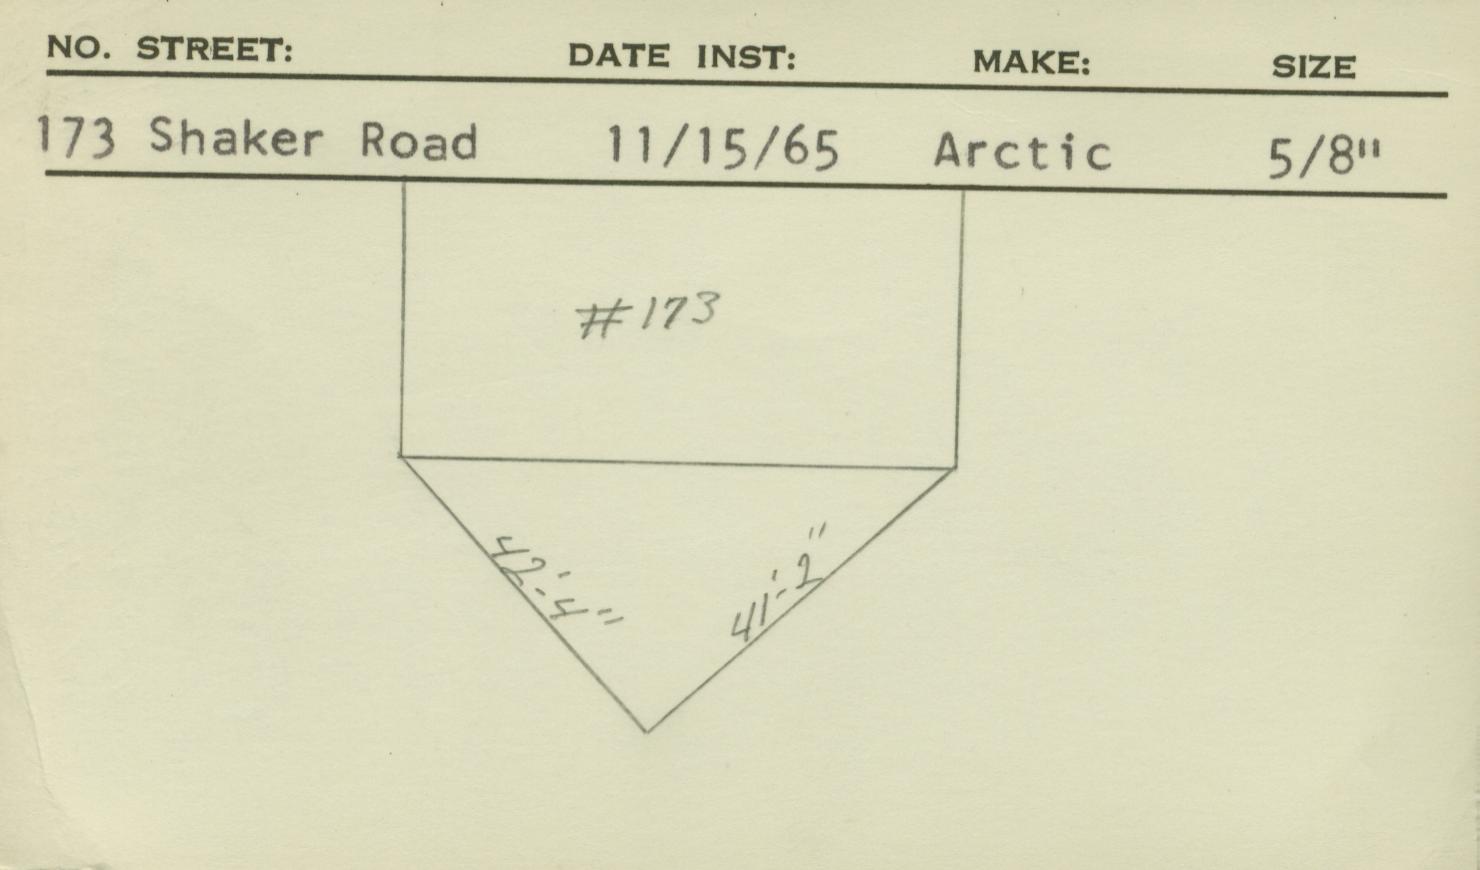 NO. STREET: DATE INST: MAKE: SIZE
173 Shaker Road 11/15/65 Arctic 5/8"
#173
42'-4"
41'-2"